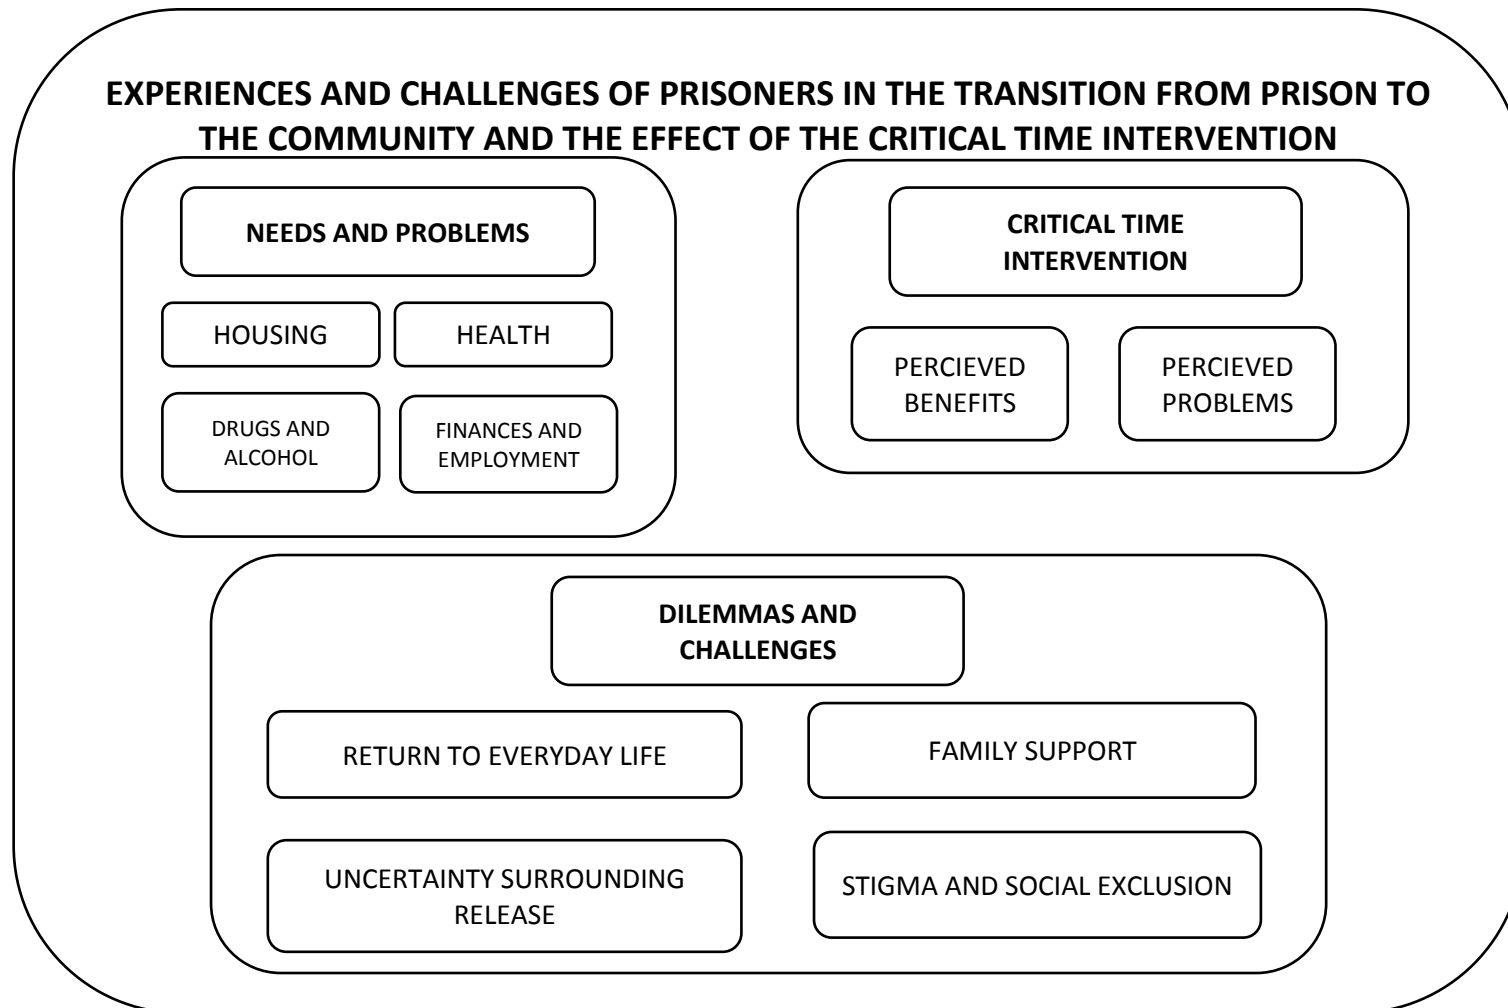 EXPERIENCES AND CHALLENGES OF PRISONERS IN THE TRANSITION FROM PRISON TO
THE COMMUNITY AND THE EFFECT OF THE CRITICAL TIME INTERVENTION
NEEDS AND PROBLEMS
HOUSING
HEALTH
DRUGS AND
ALCOHOL
FINANCES AND
EMPLOYMENT
CRITICAL TIME
INTERVENTION
PERCIEVED
BENEFITS
PERCIEVED
PROBLEMS
DILEMMAS AND
CHALLENGES
RETURN TO EVERYDAY LIFE
FAMILY SUPPORT
UNCERTAINTY SURROUNDING
RELEASE
STIGMA AND SOCIAL EXCLUSION